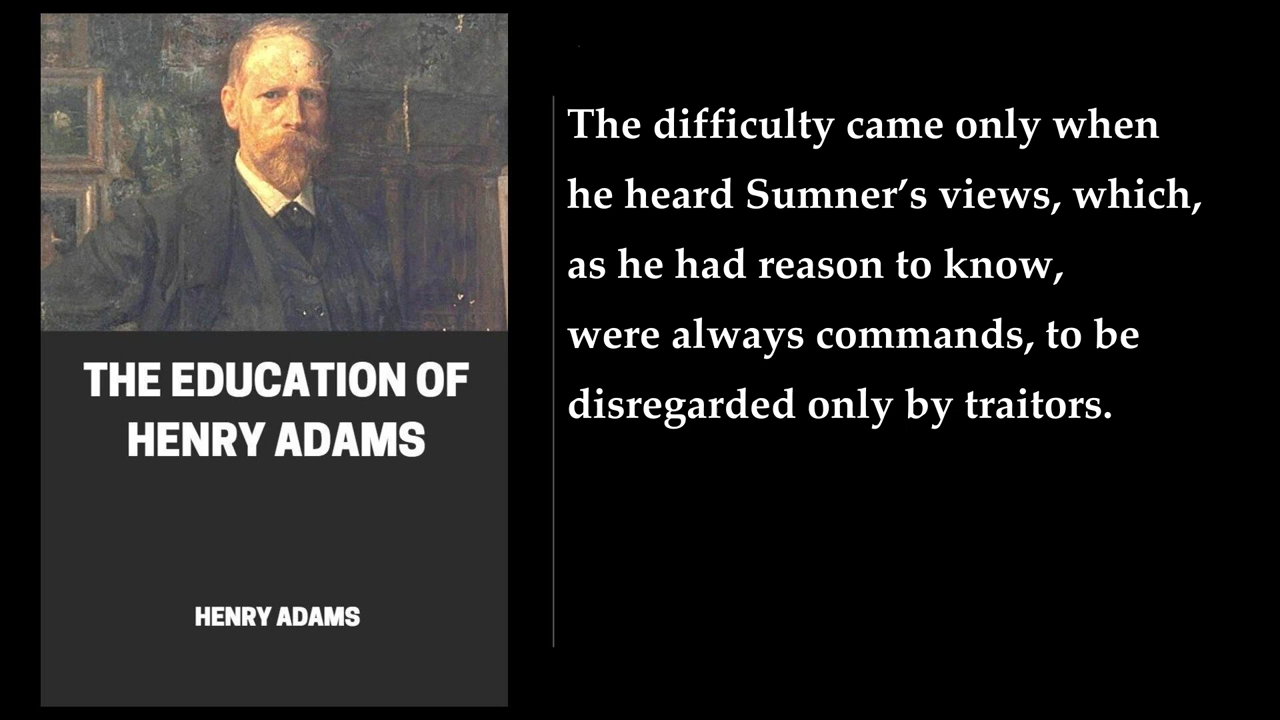 THE EDUCATION OF
HENRY ADAMS
HENRY ADAMS
The difficulty came only when
he heard Sumner’s views, which,
as he had reason to know,
were always commands, to be
disregarded only by traitors.